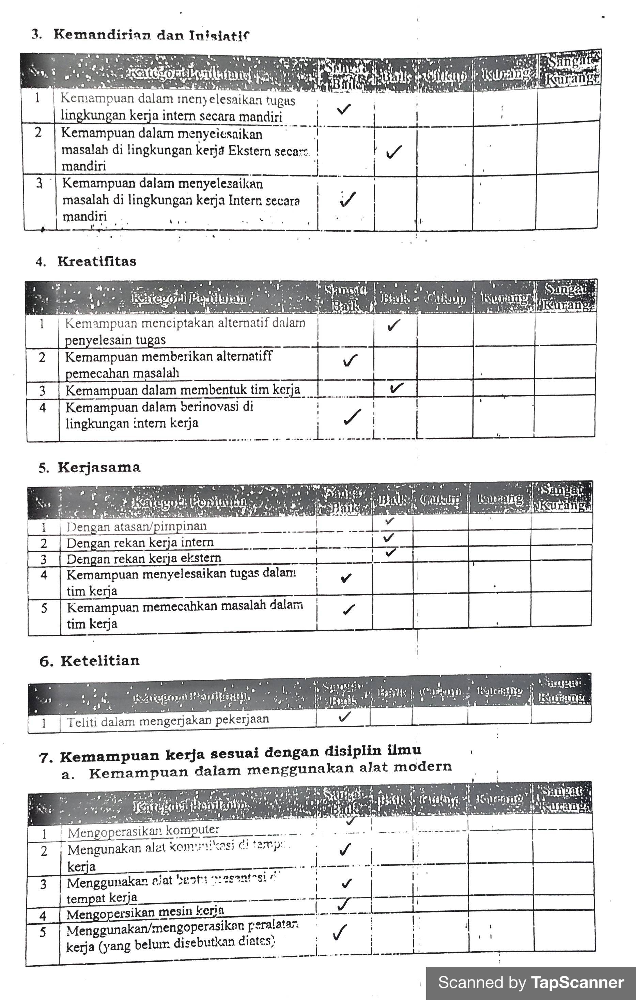 3. Kemandirian dan Inisiatif
No. Kategori Penilaian Sangat Baik Baik Cukup Kurang Sangat Kurang
1 Kemampuan dalam menyelesaikan tugas ✓
lingkungan kerja intern secara mandiri
2 Kemampuan dalam menyelesaikan
masalah di lingkungan kerja Ekstern secara ✓
mandiri
3 Kemampuan dalam menyelesaikan
masalah di lingkungan kerja Intern secara ✓
mandiri
4. Kreatifitas
Kategori Penilaian Sangat Baik Baik Cukup Kurang Sangat Kurang
1 Kemampuan menciptakan alternatif dalam ✓
penyelesain tugas
2 Kemampuan memberikan alternatiff ✓
pemecahan masalah
3 Kemampuan dalam membentuk tim kerja ✓
4 Kemampuan dalam berinovasi di
lingkungan intern kerja ✓
5. Kerjasama
No. Kategori Penilaian Sangat Baik Baik Cukup Kurang Sangat Kurang
1 Dengan atasan/pimpinan ✓
2 Dengan rekan kerja intern ✓
3 Dengan rekan kerja ekstern ✓
4 Kemampuan menyelesaikan tugas dalam ✓
tim kerja
5 Kemampuan memecahkan masalah dalam ✓
tim kerja
6. Ketelitian
Kategori Penilaian Sangat Baik Baik Cukup Kurang Sangat Kurang
1 Teliti dalam mengerjakan pekerjaan ✓
7. Kemampuan kerja sesuai dengan disiplin ilmu
a. Kemampuan dalam menggunakan alat modern
No. Kategori Penilaian Sangat Baik Baik Cukup Kurang Sangat Kurang
1 Mengoperasikan komputer ✓
2 Mengunakan alat komunikasi di tempat ✓
kerja
3 Menggunakan alat bantu presentasi di ✓
tempat kerja
4 Mengopersikan mesin kerja ✓
5 Menggunakan/mengoperasikan peralatan ✓
kerja (yang belum disebutkan diatas)
Scanned by TapScanner